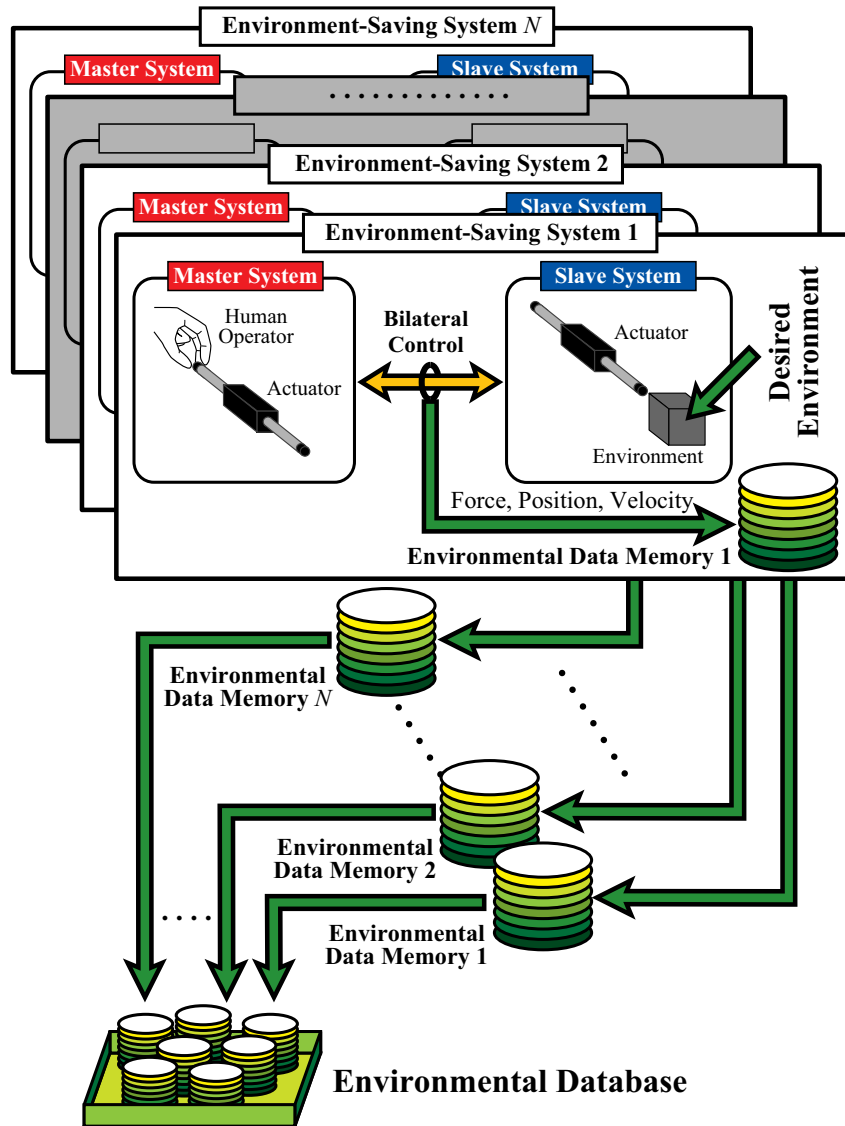 Environment-Saving System N
Master System
Slave System
.............
Environment-Saving System 2
Master System
Slave System
Environment-Saving System 1
Master System
Slave System
Human
Operator
Actuator
Bilateral
Control
Actuator
Environment
Desired
Environment
Force, Position, Velocity
Environmental Data Memory 1
Environmental
Data Memory N
Environmental
Data Memory 2
Environmental
Data Memory 1
Environmental Database